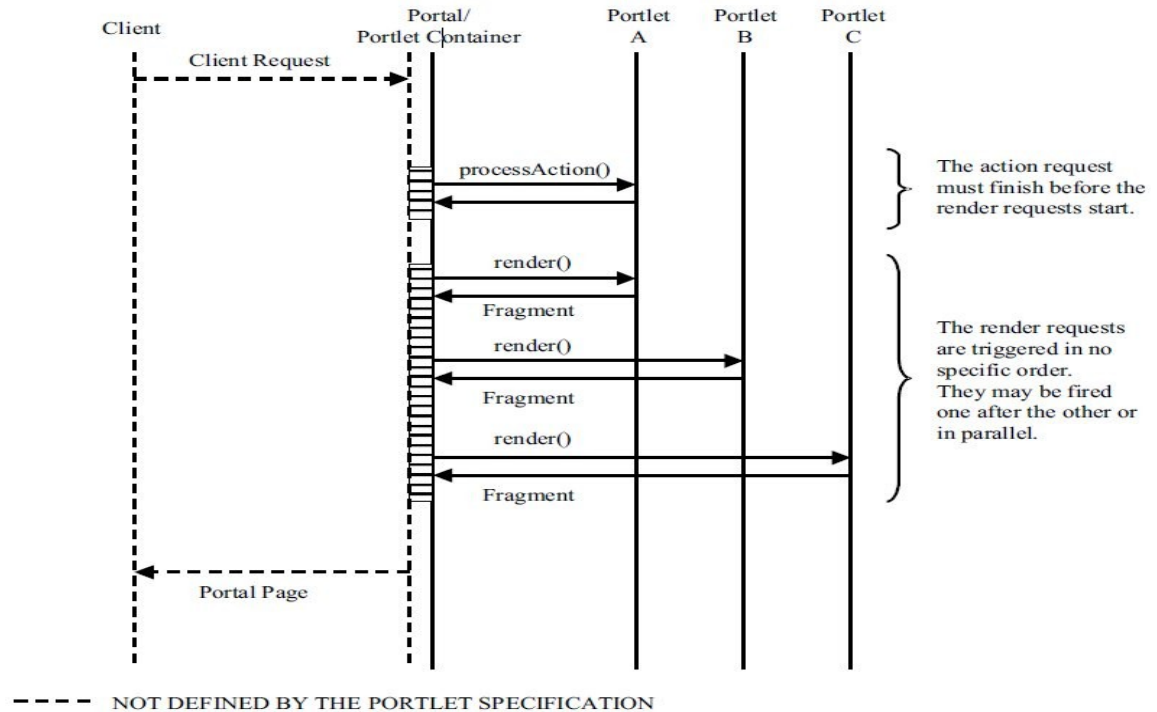 Client
Portal/
Portlet Container
Portlet
A
Portlet
B
Portlet
C
Client Request
processAction()
The action request
must finish before the
render requests start.
render()
Fragment
render()
Fragment
render()
Fragment
The render requests
are triggered in no
specific order.
They may be fired
one after the other or
in parallel.
Portal Page
NOT DEFINED BY THE PORTLET SPECIFICATION